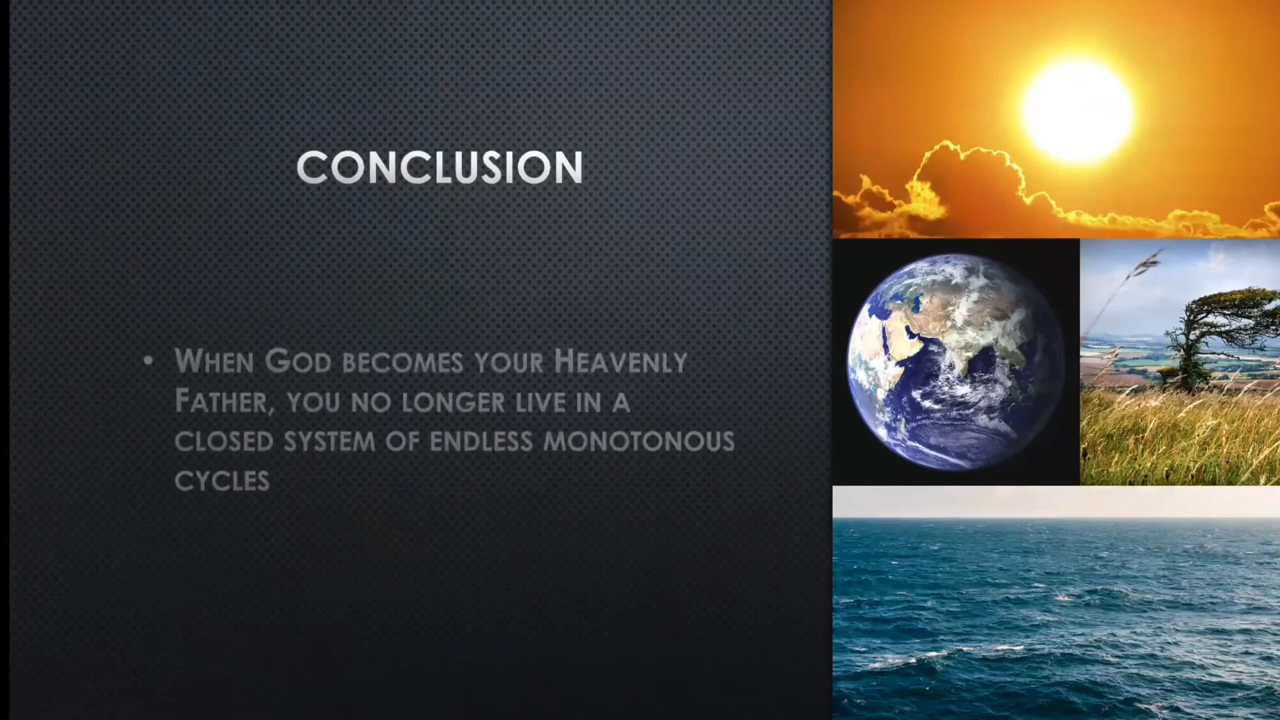 CONCLUSION
• WHEN GOD BECOMES YOUR HEAVENLY
FATHER, YOU NO LONGER LIVE IN A
CLOSED SYSTEM OF ENDLESS MONOTONOUS
CYCLES